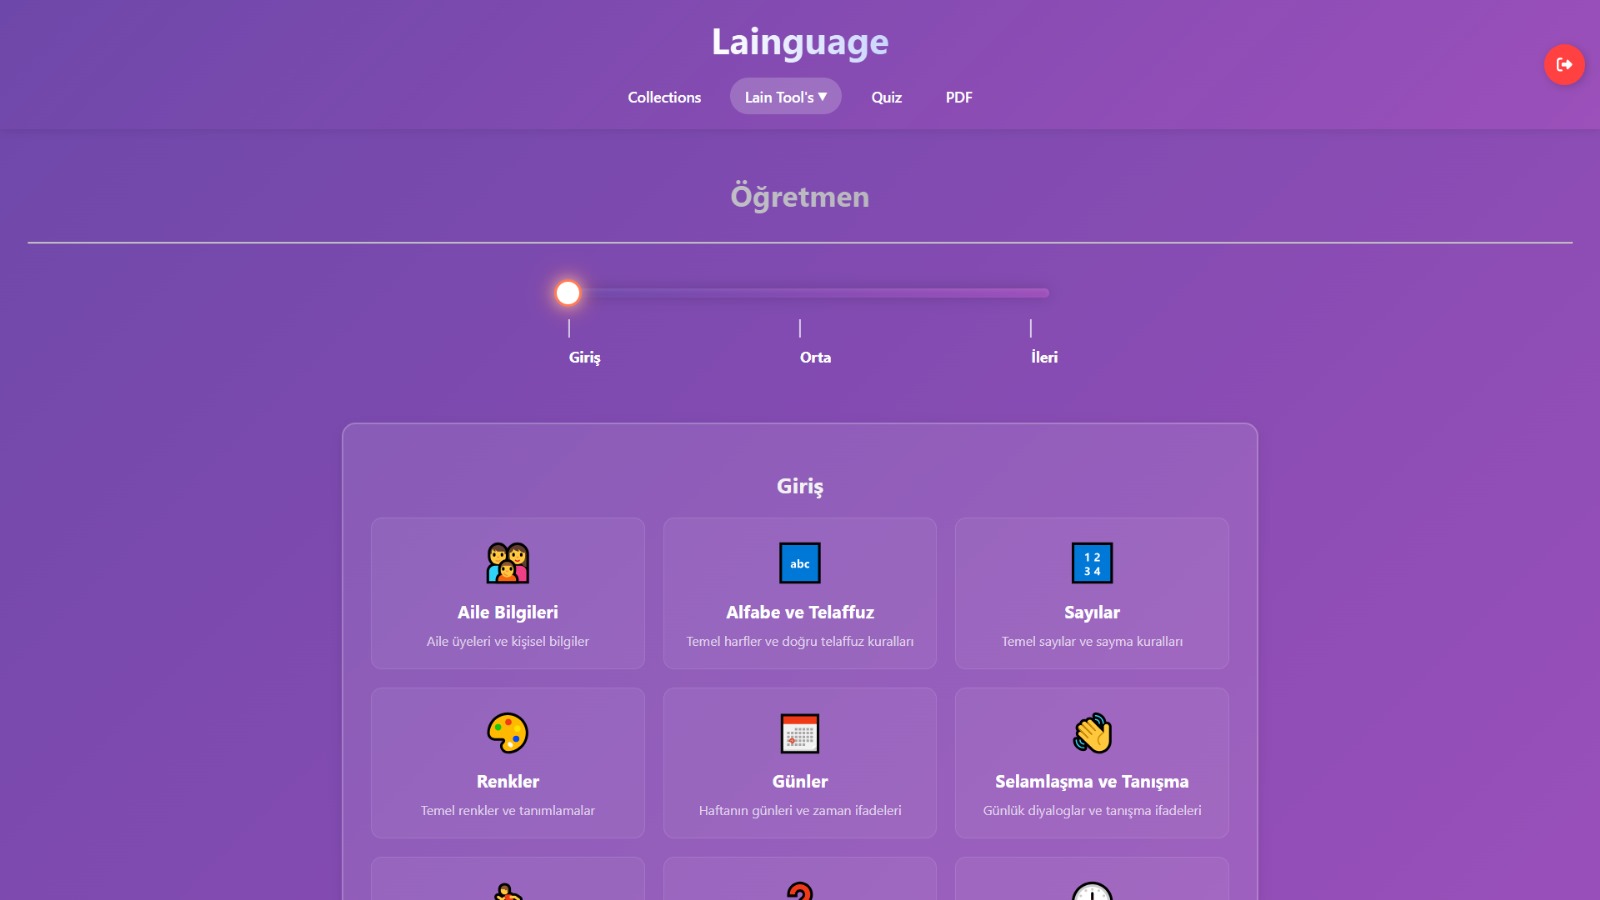 Lainguage
Collections
Lain Tool's ▼
Quiz
PDF
Öğretmen
Giriş
Orta
İleri
Giriş
abc
1 2
3 4
Aile Bilgileri
Alfabe ve Telaffuz
Sayılar
Aile üyeleri ve kişisel bilgiler
Temel harfler ve doğru telaffuz kuralları
Temel sayılar ve sayma kuralları
Renkler
Günler
Selamlaşma ve Tanışma
Temel renkler ve tanımlamalar
Haftanın günleri ve zaman ifadeleri
Günlük diyaloglar ve tanışma ifadeleri